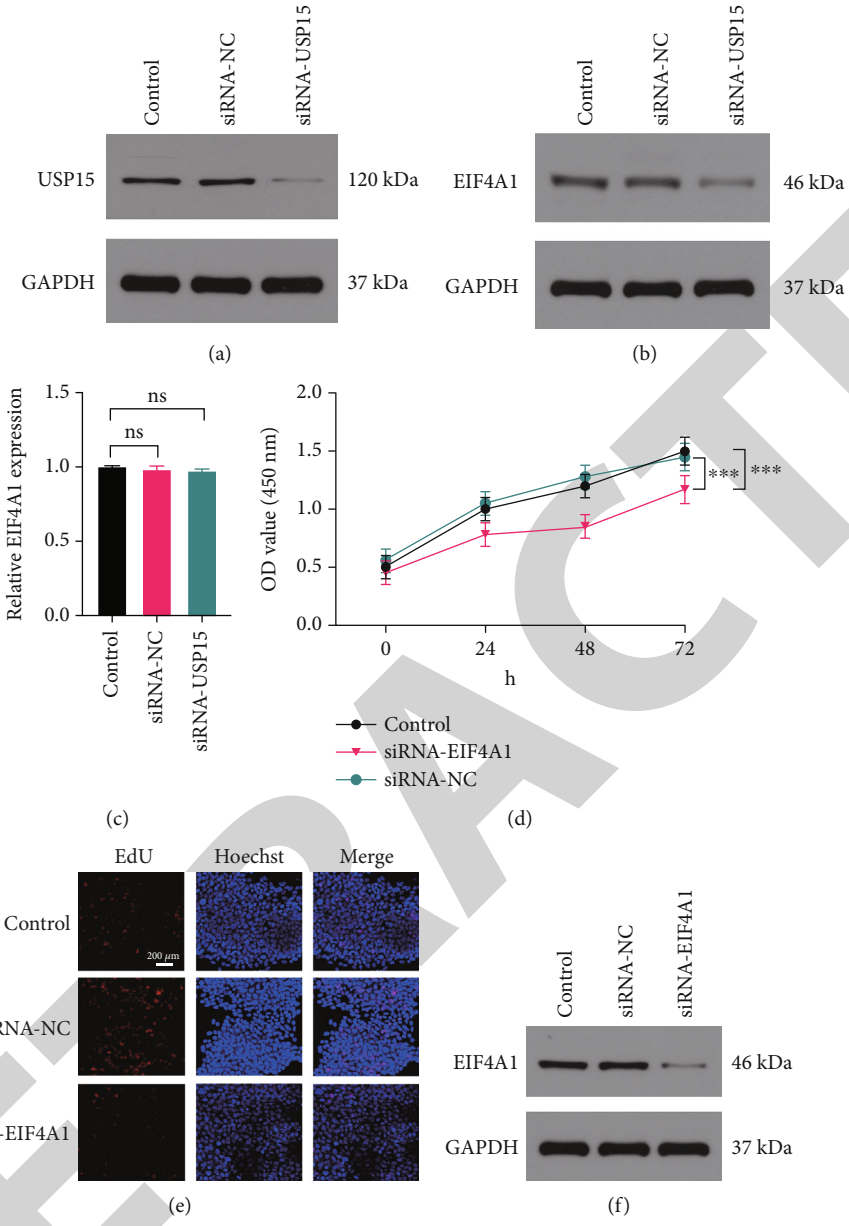 Control
siRNA-NC
siRNA-USP15
USP15
120 kDa
GAPDH
37 kDa
(a)
Control
siRNA-NC
siRNA-USP15
EIF4A1
46 kDa
GAPDH
37 kDa
(b)
Relative EIF4A1 expression
1.5
1.0
0.5
0.0
ns
ns
Control
siRNA-NC
siRNA-USP15
(c)
OD value (450 nm)
2.0
1.5
1.0
0.5
0.0
***
***
0 24 48 72
h
Control
siRNA-EIF4A1
siRNA-NC
(d)
EdU Hoechst Merge
Control
200 µm
RNA-NC
-EIF4A1
(e)
Control
siRNA-NC
siRNA-EIF4A1
EIF4A1
46 kDa
GAPDH
37 kDa
(f)